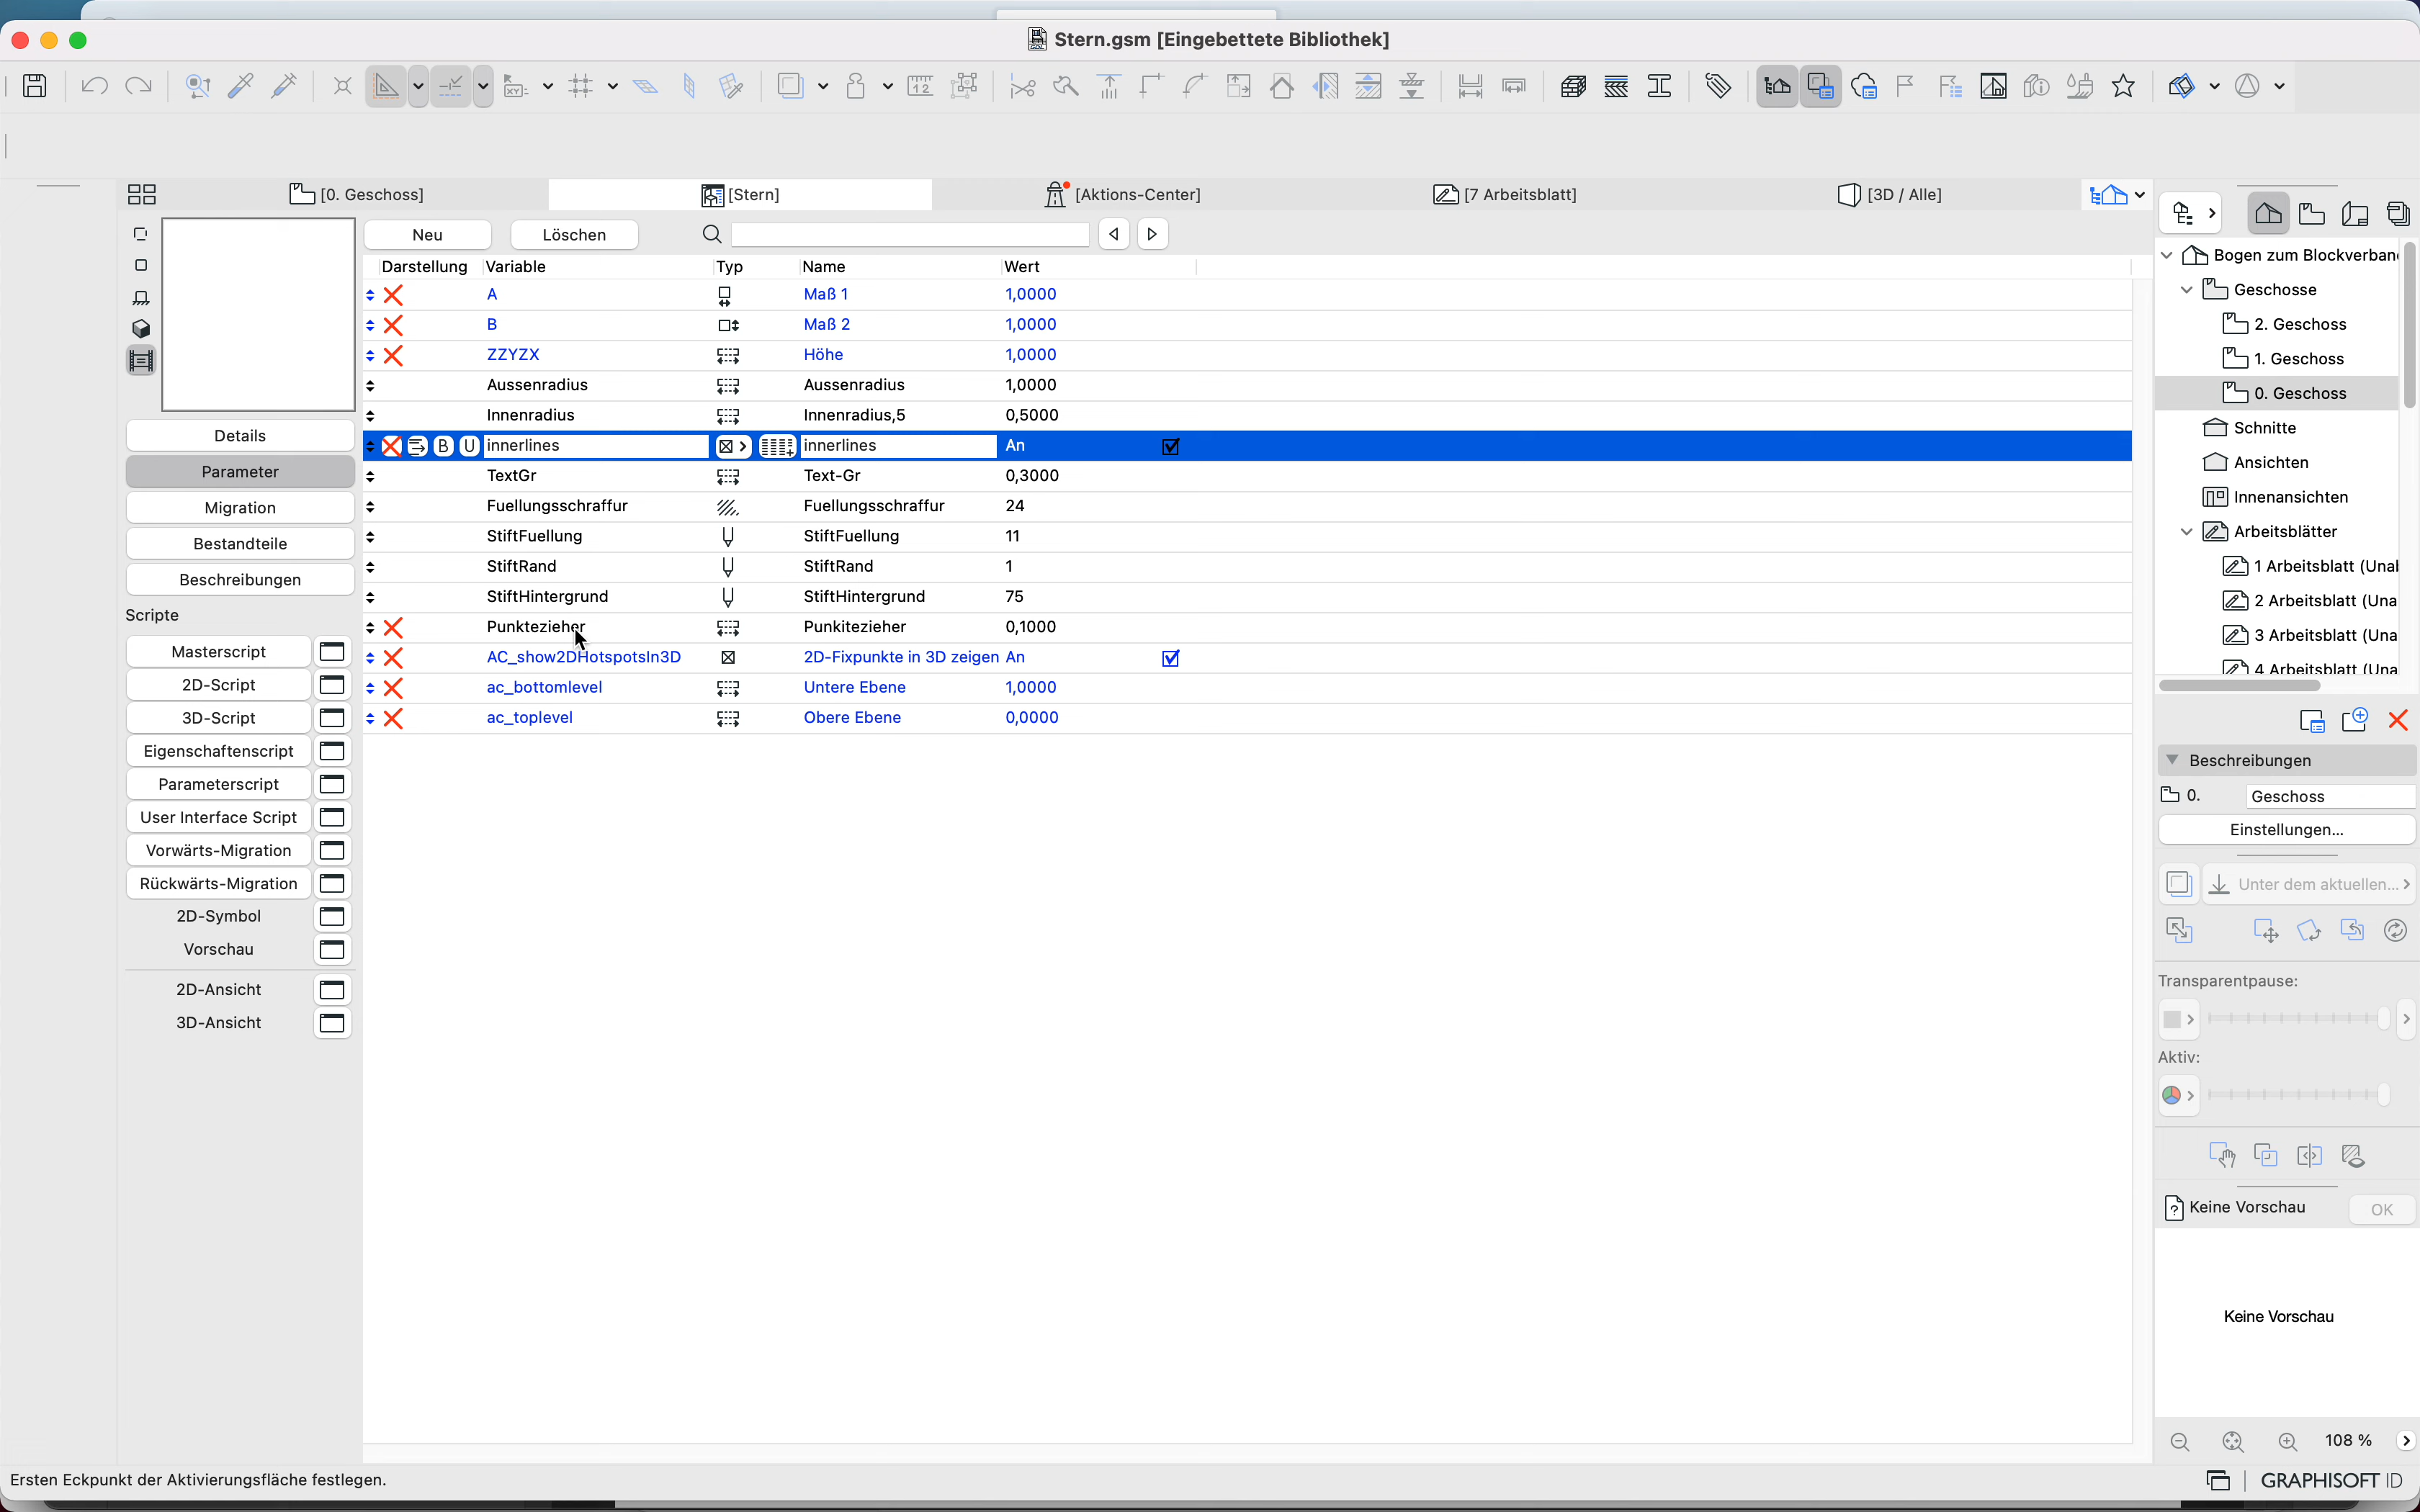 Stern.gsm [Eingebettete Bibliothek]
[0. Geschoss]
[Stern]
[Aktions-Center]
[7 Arbeitsblatt]
[3D / Alle]
Neu
Löschen
Darstellung Variable Typ Name Wert
A Maß 1 1,0000
B Maß 2 1,0000
ZZYZX Höhe 1,0000
Aussenradius Aussenradius 1,0000
Innenradius Innenradius,5 0,5000
B U innerlines innerlines An
TextGr Text-Gr 0,3000
Fuellungsschraffur Fuellungsschraffur 24
StiftFuellung StiftFuellung 11
StiftRand StiftRand 1
StiftHintergrund StiftHintergrund 75
Punktezieher Punkitezieher 0,1000
AC_show2DHotspotsIn3D 2D-Fixpunkte in 3D zeigen An
ac_bottomlevel Untere Ebene 1,0000
ac_toplevel Obere Ebene 0,0000
Details
Parameter
Migration
Bestandteile
Beschreibungen
Scripte
Masterscript
2D-Script
3D-Script
Eigenschaftenscript
Parameterscript
User Interface Script
Vorwärts-Migration
Rückwärts-Migration
2D-Symbol
Vorschau
2D-Ansicht
3D-Ansicht
Bogen zum Blockverban
Geschosse
2. Geschoss
1. Geschoss
0. Geschoss
Schnitte
Ansichten
Innenansichten
Arbeitsblätter
1 Arbeitsblatt (Unal
2 Arbeitsblatt (Una
3 Arbeitsblatt (Una
4 Arbeitsblatt (Una
Beschreibungen
0. Geschoss
Einstellungen...
Unter dem aktuellen...
Transparentpause:
Aktiv:
Keine Vorschau OK
Keine Vorschau
108 %
Ersten Eckpunkt der Aktivierungsfläche festlegen.
GRAPHISOFT ID